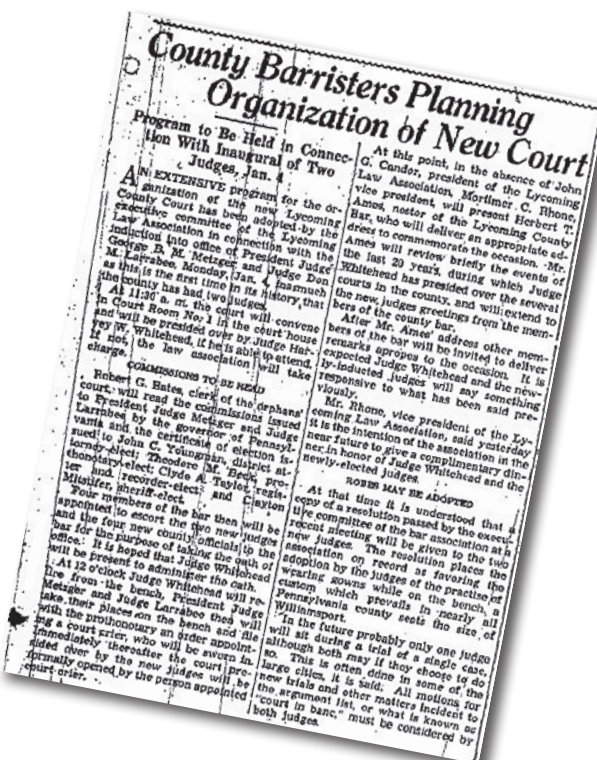 County Barristers Planning
Organization of New Court
Program to Be Held in Connec-
tion With Inaugural of Two
Judges, Jan. 4
AN EXTENSIVE program for the or-
ganization of the new Lycoming
County Court has been adopted by the
executive committee of the Lycoming
Law Association in connection with the
induction into office of President Judge
George B. M. Metzger and Judge Don
M. Larrabee, Monday, Jan. 4, inasmuch
as this is the first time in its history that
the county has had two judges.
At 11:30 a. m. the court will convene
in Court Room No. 1 in the court house
and will be presided over by Judge Har-
vey W. Whitehead, if he is able to attend.
If not, the law association will take
charge.
COMMISSIONS TO BE READ
Robert G. Bates, clerk of the orphans'
court, will read the commissions issued
to President Judge Metzger and Judge
Larrabee by the governor of Pennsyl-
vania and the certificate of election is-
sued to John C. Youngman, district at-
torney-elect; Theodore M. Beck, pro-
thonotary-elect; Clyde A. Taylor, regis-
ter and recorder-elect; and Clayton
Mitstifer, sheriff-elect.
Four members of the bar then will be
appointed to escort the two new judges
and the four new county officials to the
bar for the purpose of taking the oath of
office. It is hoped that Judge Whitehead
will be present to administer the oath.
At 12 o'clock Judge Whitehead will re-
tire from the bench, President Judge
Metzger and Judge Larrabee then will
take their places on the bench and file
with the prothonotary an order appoint-
ing a court crier, who will be sworn in.
Immediately thereafter the court pre-
sided over by the new judges will be
formally opened by the person appointed
court crier.
At this point, in the absence of John
G. Candor, president of the Lycoming
Law Association, Mortimer C. Rhone,
vice president, will present Herbert T.
Ames, nestor of the Lycoming County
Bar, who will deliver an appropriate ad-
dress to commemorate the occasion. Mr.
Ames will review briefly the events of
the last 20 years, during which Judge
Whitehead has presided over the several
courts in the county, and will extend to
the new judges greetings from the mem-
bers of the county bar.
After Mr. Ames' address other mem-
bers of the bar will be invited to deliver
remarks apropos to the occasion. It is
expected Judge Whitehead and the new-
ly-inducted judges will say something
responsive to what has been said pre-
viously.
Mr. Rhone, vice president of the Ly-
coming Law Association, said yesterday
it is the intention of the association in the
near future to give a complimentary din-
ner in honor of Judge Whitehead and the
newly-elected judges.
ROBES MAY BE ADOPTED
At that time it is understood that a
copy of a resolution passed by the execu-
tive committee of the bar association at a
recent meeting will be given to the two
new judges. The resolution places the
association on record as favoring the
adoption by the judges of the practise of
wearing gowns while on the bench, a
custom which prevails in nearly all
Pennsylvania county seats the size of
Williamsport.
In the future probably only one judge
will sit during a trial of a single case,
although both may if they choose to do
so. This is often done in some of the
large cities, it is said. All motions for
new trials and other matters incident to
the argument list, or what is known as
"court in banc," must be considered by
both judges.